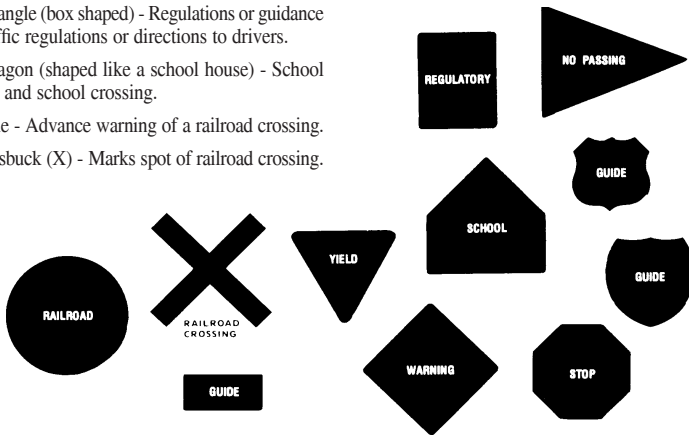 angle (box shaped) - Regulations or guidance
ffic regulations or directions to drivers.
agon (shaped like a school house) - School
and school crossing.
e - Advance warning of a railroad crossing.
sbuck (X) - Marks spot of railroad crossing.
REGULATORY
NO PASSING
GUIDE
SCHOOL
YIELD
GUIDE
RAILROAD
RAILROAD
CROSSING
WARNING
STOP
GUIDE